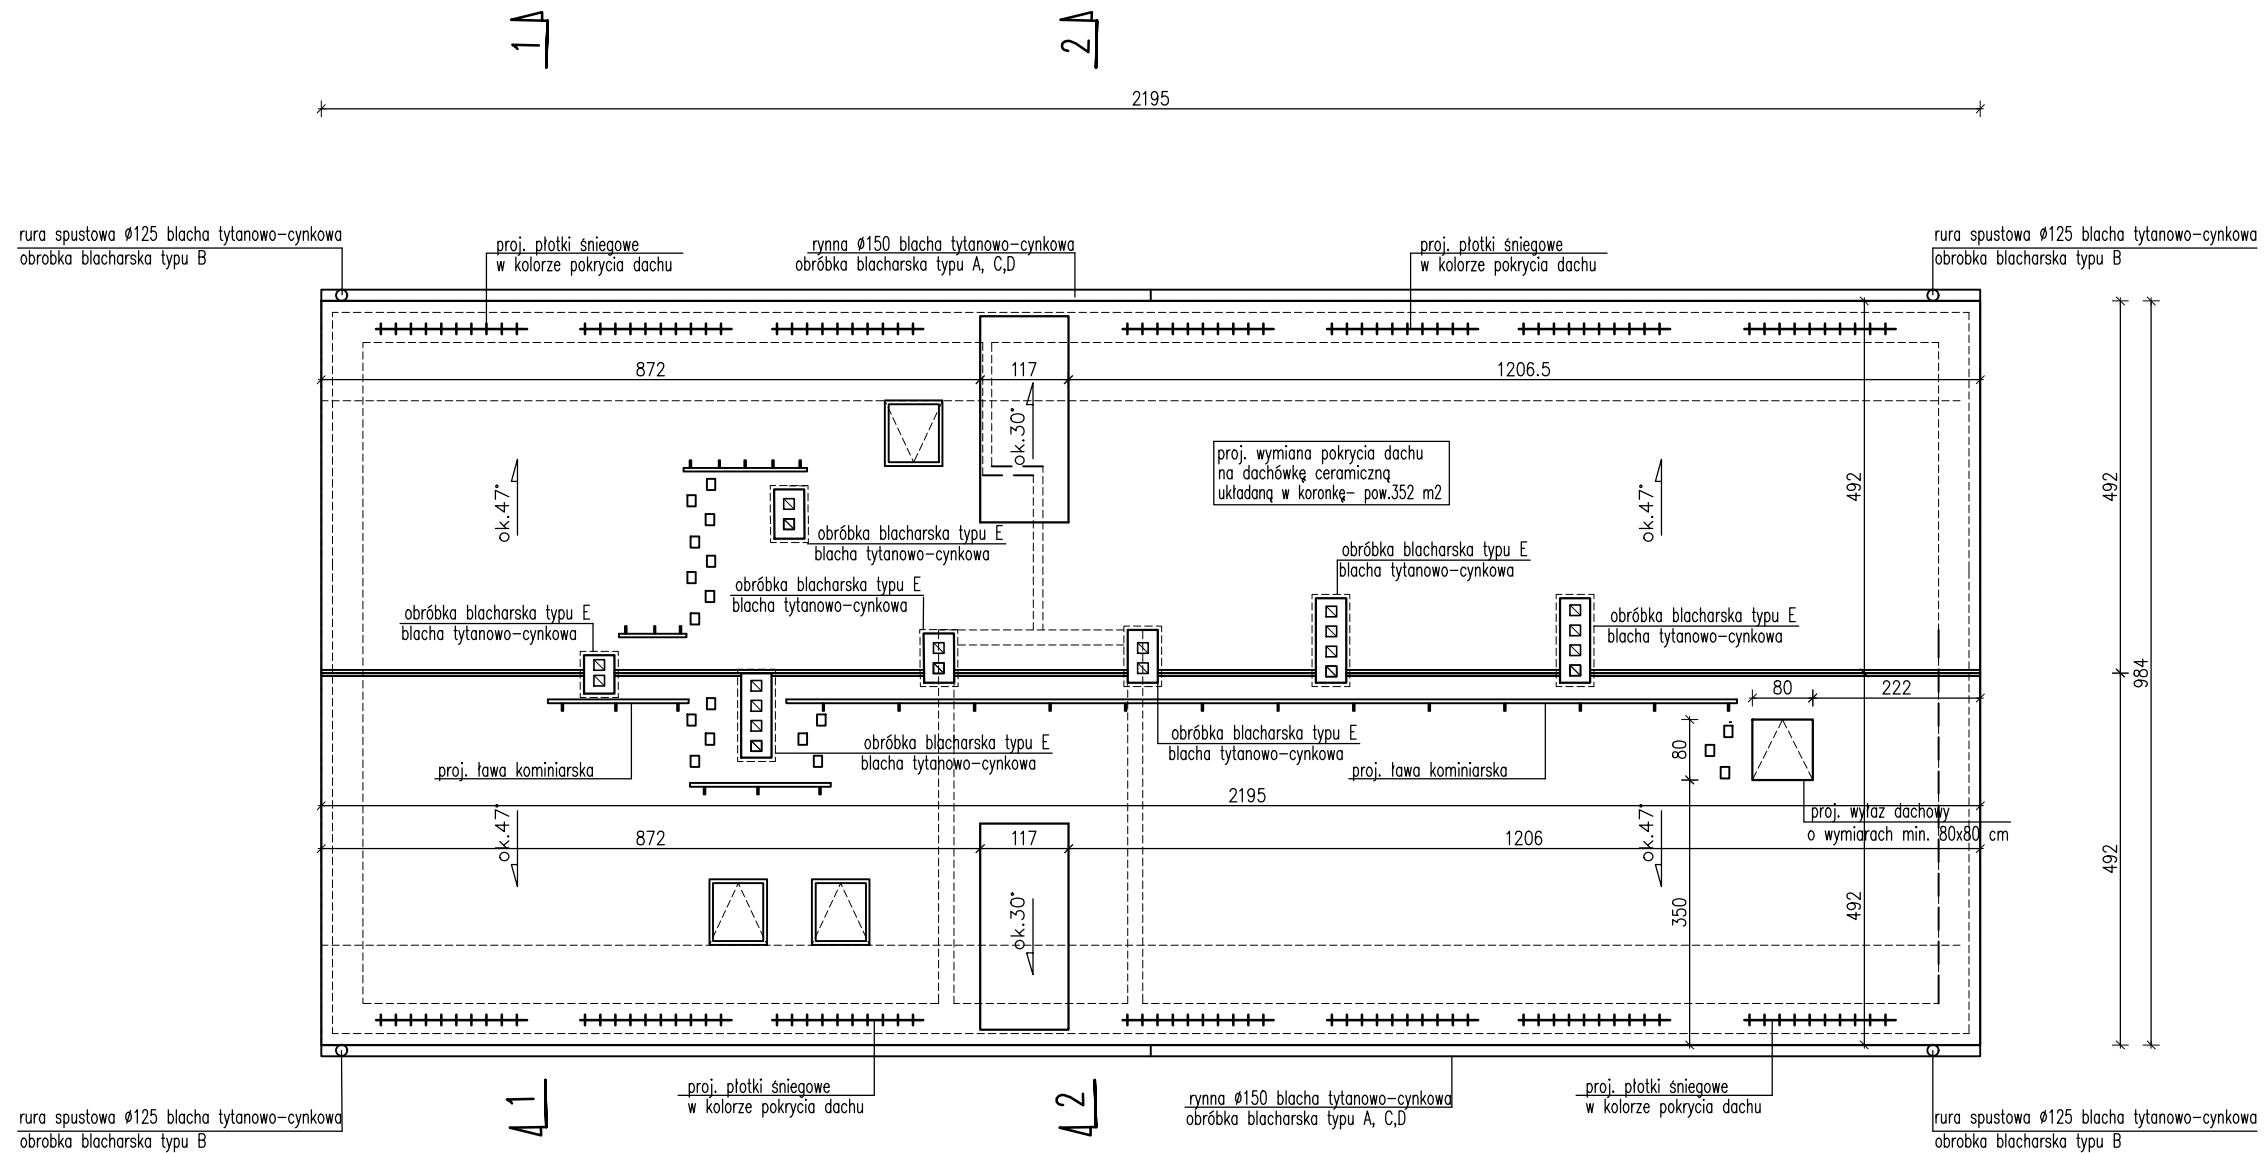 1
2
2195
rura spustowa ø125 blacha tytanowo-cynkowa
obrobka blacharska typu B
proj. płotki śniegowe
w kolorze pokrycia dachu
rynna ø150 blacha tytanowo-cynkowa
obróbka blacharska typu A, C,D
proj. płotki śniegowe
w kolorze pokrycia dachu
rura spustowa ø125 blacha tytanowo-cynkowa
obrobka blacharska typu B
872
117
1206.5
ok.30°
ok.47°
proj. wymiana pokrycia dachu
na dachówkę ceramiczną
układaną w koronkę- pow.352 m2
ok.47°
492
492
984
obróbka blacharska typu E
blacha tytanowo-cynkowa
obróbka blacharska typu E
blacha tytanowo-cynkowa
obróbka blacharska typu E
blacha tytanowo-cynkowa
obróbka blacharska typu E
blacha tytanowo-cynkowa
obróbka blacharska typu E
blacha tytanowo-cynkowa
80
222
obróbka blacharska typu E
blacha tytanowo-cynkowa
obróbka blacharska typu E
blacha tytanowo-cynkowa
80
proj. ława kominiarska
proj. ława kominiarska
2195
proj. wyłaz dachowy
o wymiarach min. 80x80 cm
ok.47°
872
117
1206
ok.47°
492
350
492
ok.30°
proj. płotki śniegowe
w kolorze pokrycia dachu
rynna ø150 blacha tytanowo-cynkowa
obróbka blacharska typu A, C,D
proj. płotki śniegowe
w kolorze pokrycia dachu
1
2
rura spustowa ø125 blacha tytanowo-cynkowa
obrobka blacharska typu B
rura spustowa ø125 blacha tytanowo-cynkowa
obrobka blacharska typu B